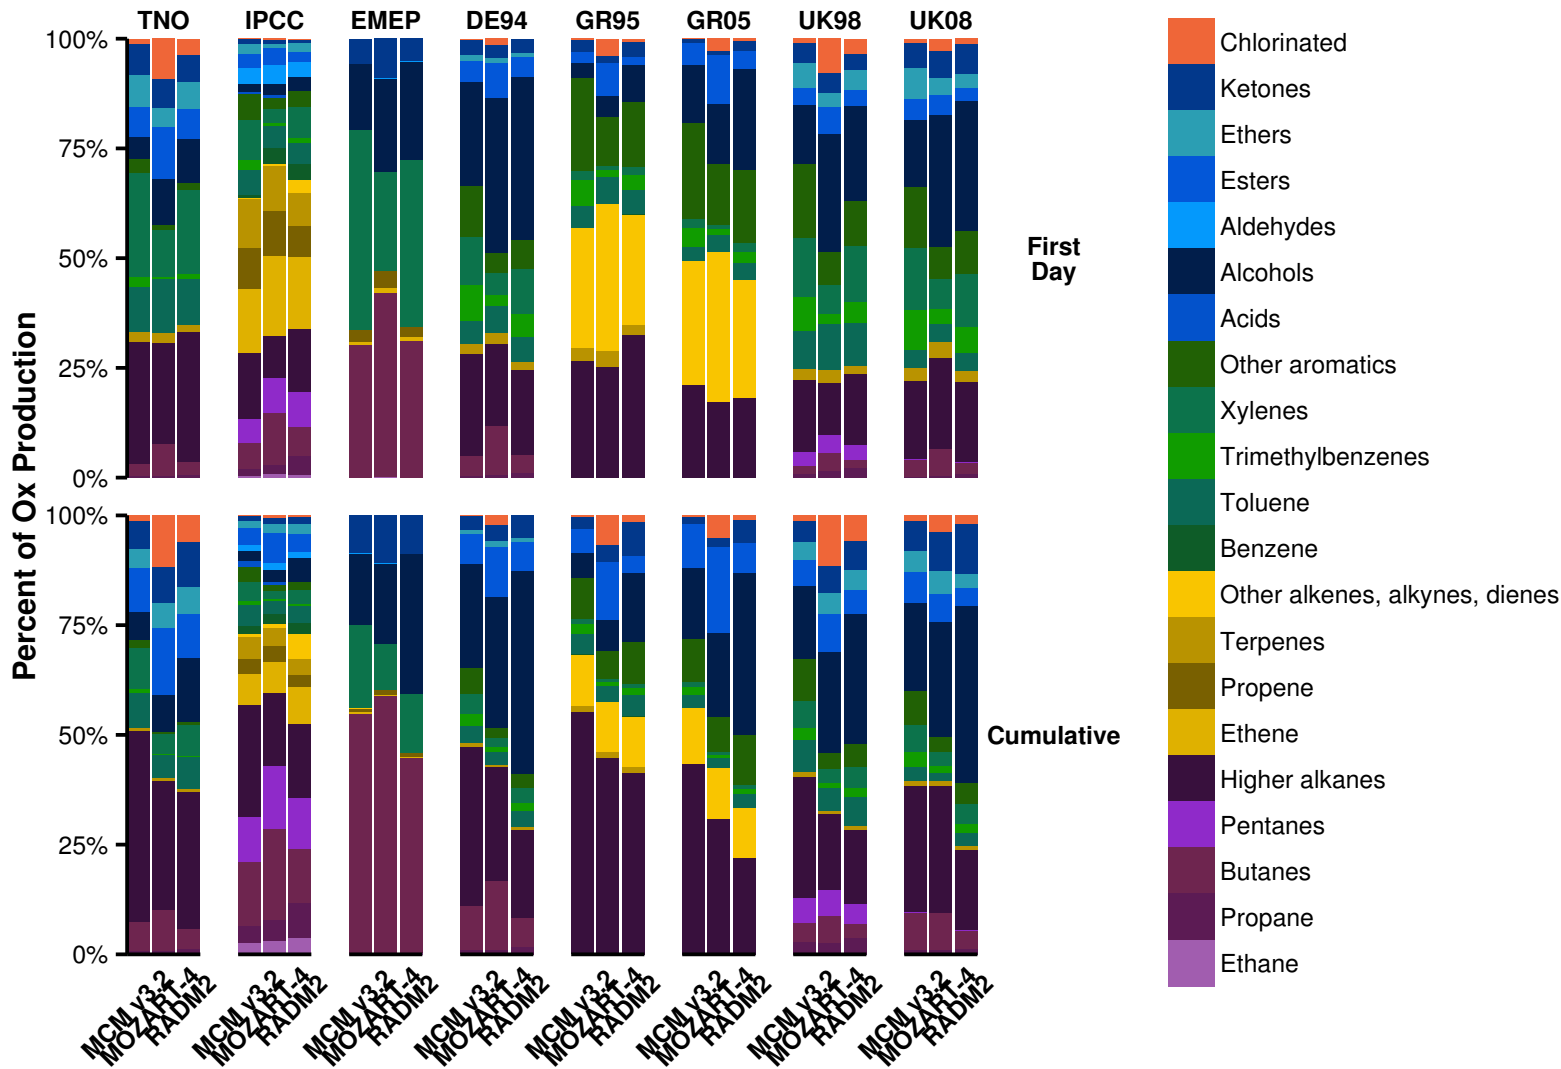 TNO IPCC EMEP DE94 GR95 GR05 UK98 UK08
100%
75%
50%
25%
0%
First
Day
100%
75%
50%
25%
0%
Cumulative
Percent of Ox Production
MCM v3.2 MOZART-4 RADM2 MCM v3.2 MOZART-4 RADM2 MCM v3.2 MOZART-4 RADM2 MCM v3.2 MOZART-4 RADM2 MCM v3.2 MOZART-4 RADM2 MCM v3.2 MOZART-4 RADM2 MCM v3.2 MOZART-4 RADM2 MCM v3.2 MOZART-4 RADM2
Chlorinated
Ketones
Ethers
Esters
Aldehydes
Alcohols
Acids
Other aromatics
Xylenes
Trimethylbenzenes
Toluene
Benzene
Other alkenes, alkynes, dienes
Terpenes
Propene
Ethene
Higher alkanes
Pentanes
Butanes
Propane
Ethane